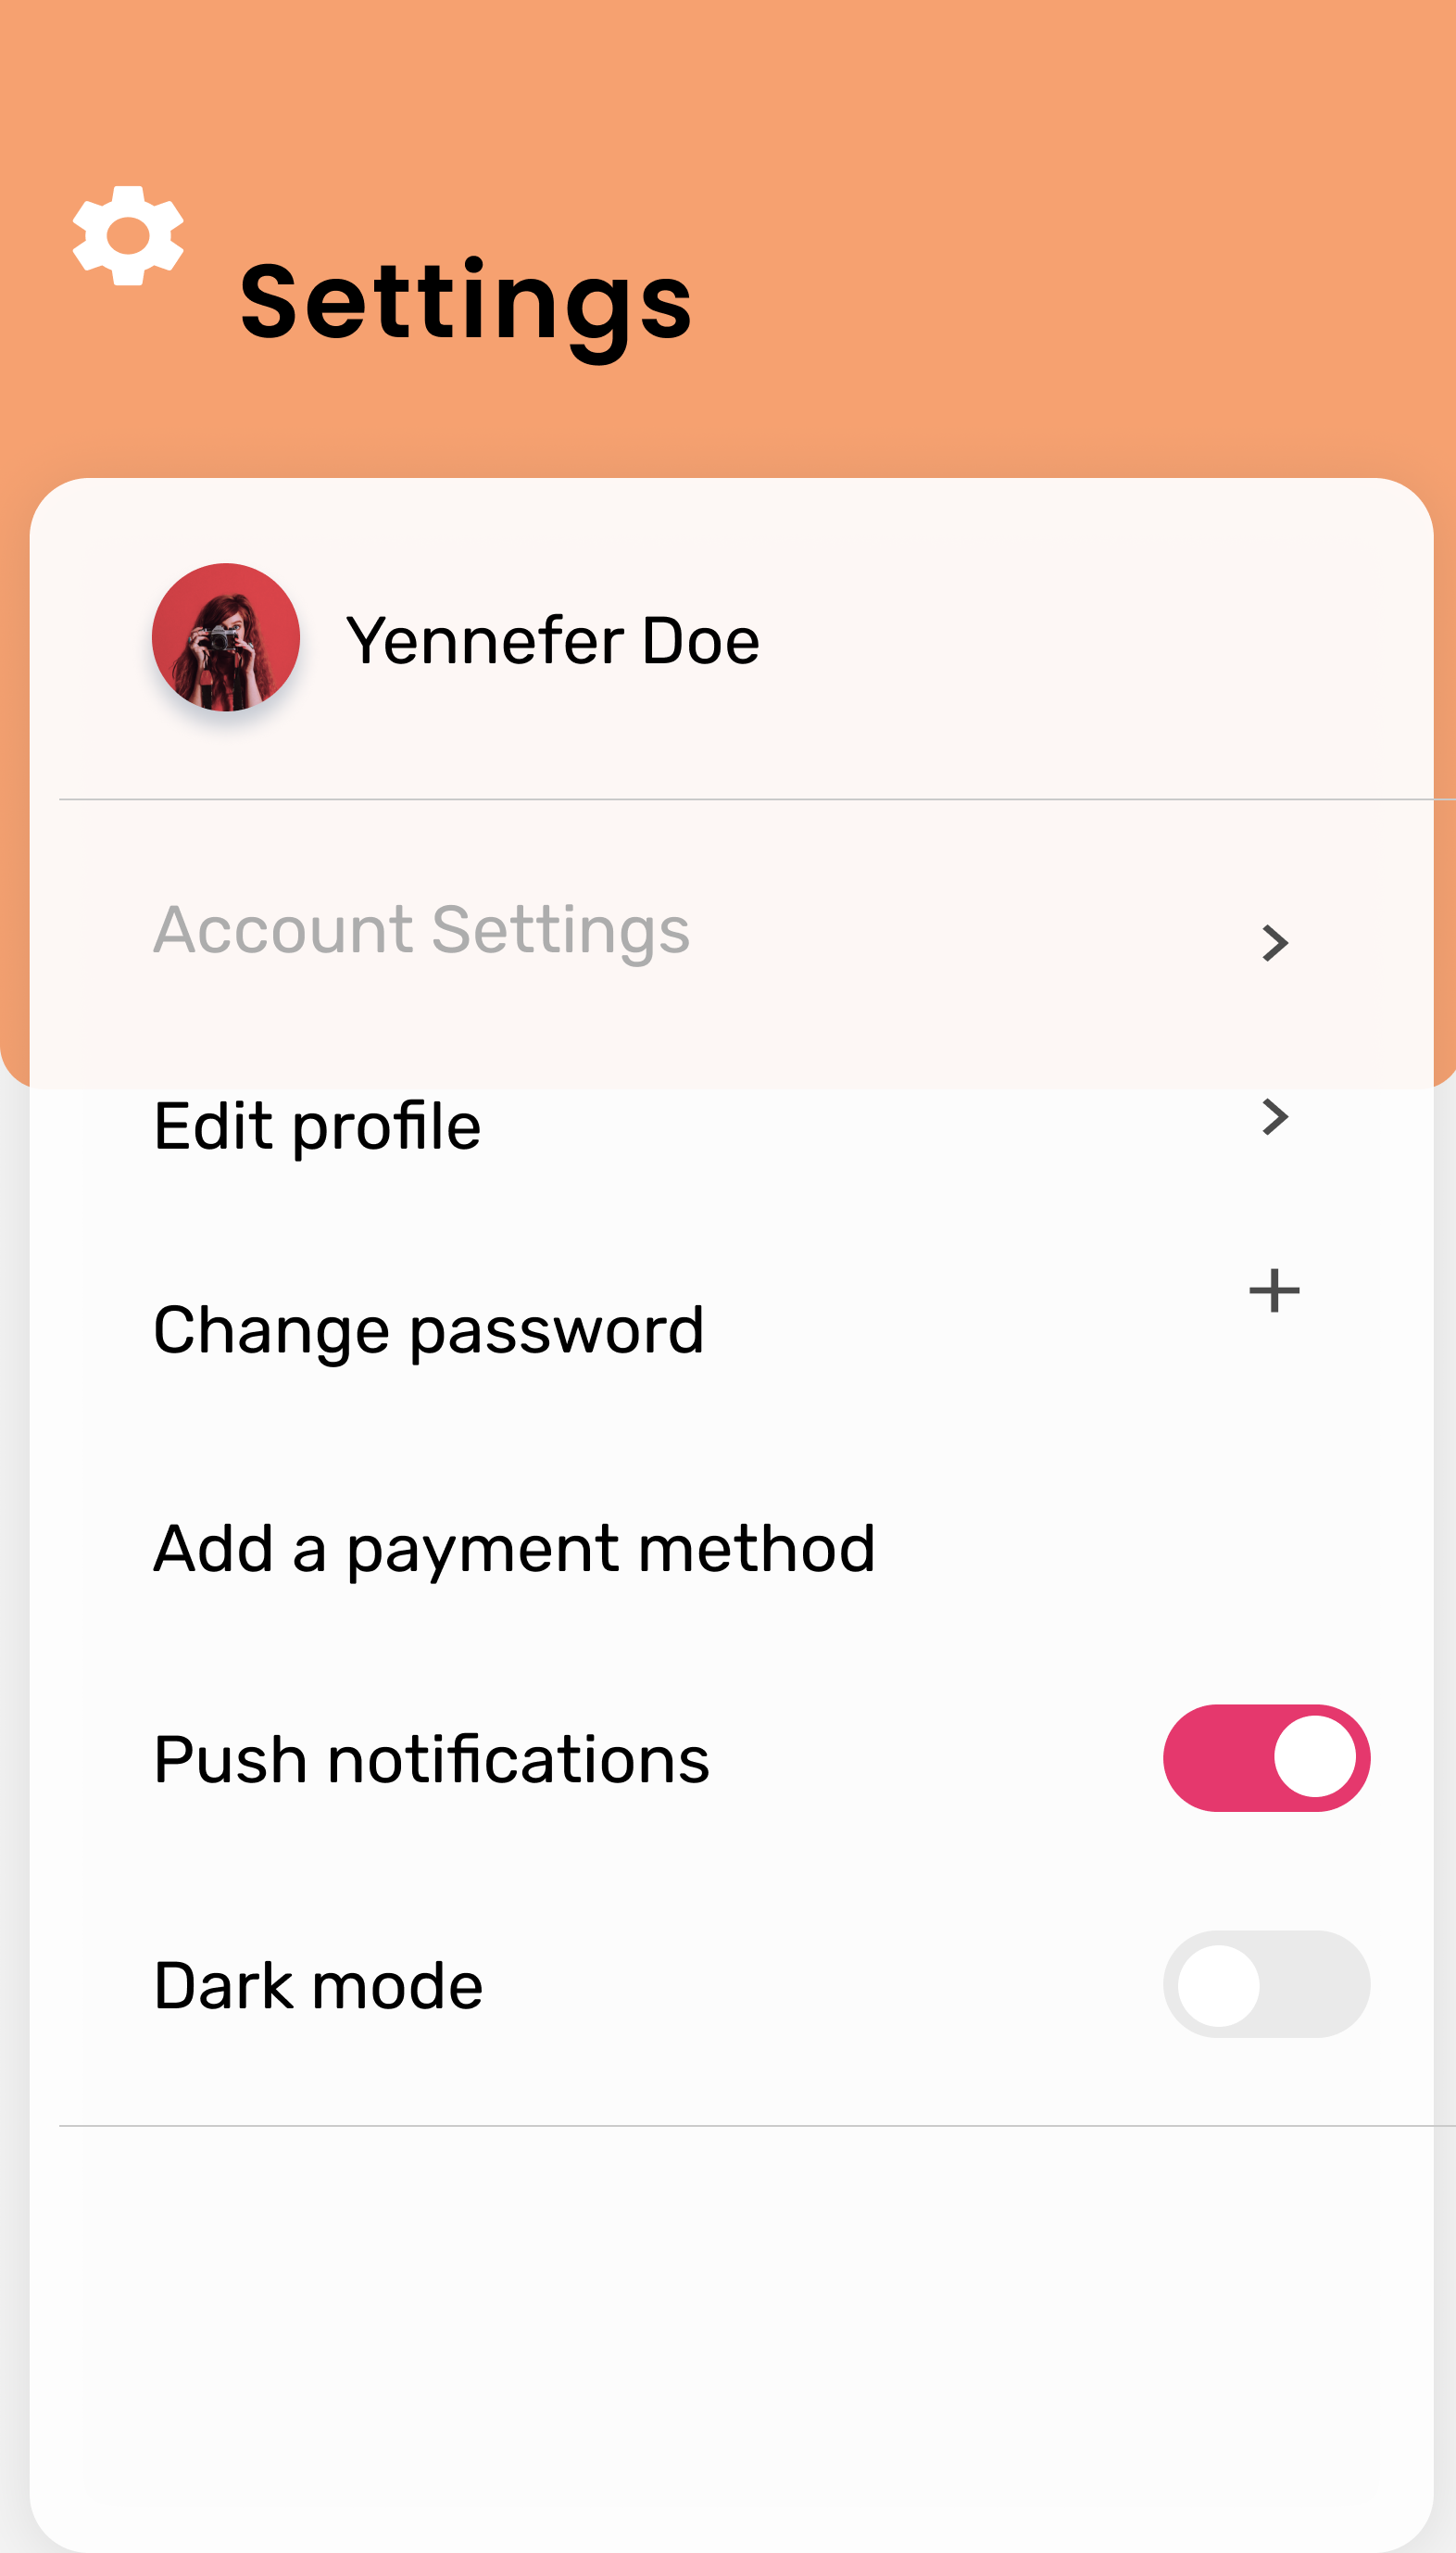 Settings
Yennefer Doe
Account Settings
Edit profile
Change password
Add a payment method
Push notifications
Dark mode